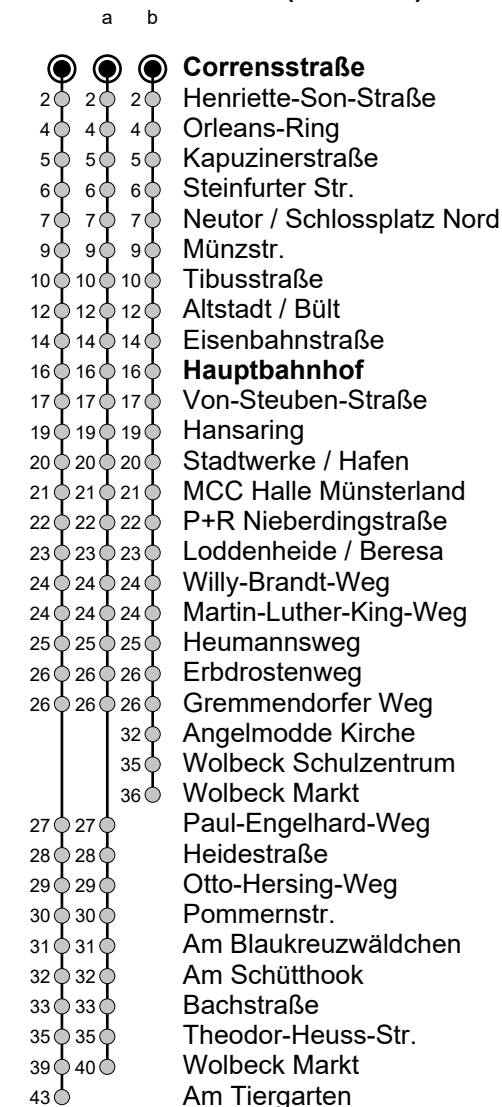 a b
Corrensstraße
2 2 2 Henriette-Son-Straße
4 4 4 Orleans-Ring
5 5 5 Kapuzinerstraße
6 6 6 Steinfurter Str.
7 7 7 Neutor / Schlossplatz Nord
9 9 9 Münzstr.
10 10 10 Tibusstraße
12 12 12 Altstadt / Bült
14 14 14 Eisenbahnstraße
16 16 16 Hauptbahnhof
17 17 17 Von-Steuben-Straße
19 19 19 Hansaring
20 20 20 Stadtwerke / Hafen
21 21 21 MCC Halle Münsterland
22 22 22 P+R Nieberdingstraße
23 23 23 Loddenheide / Beresa
24 24 24 Willy-Brandt-Weg
24 24 24 Martin-Luther-King-Weg
25 25 25 Heumannsweg
26 26 26 Erbdrostenweg
26 26 26 Gremmendorfer Weg
32 Angelmodde Kirche
35 Wolbeck Schulzentrum
36 Wolbeck Markt
27 27 Paul-Engelhard-Weg
28 28 Heidestraße
29 29 Otto-Hersing-Weg
30 30 Pommernstr.
31 31 Am Blaukreuzwäldchen
32 32 Am Schütthook
33 33 Bachstraße
35 35 Theodor-Heuss-Str.
39 40 Wolbeck Markt
43 Am Tiergarten